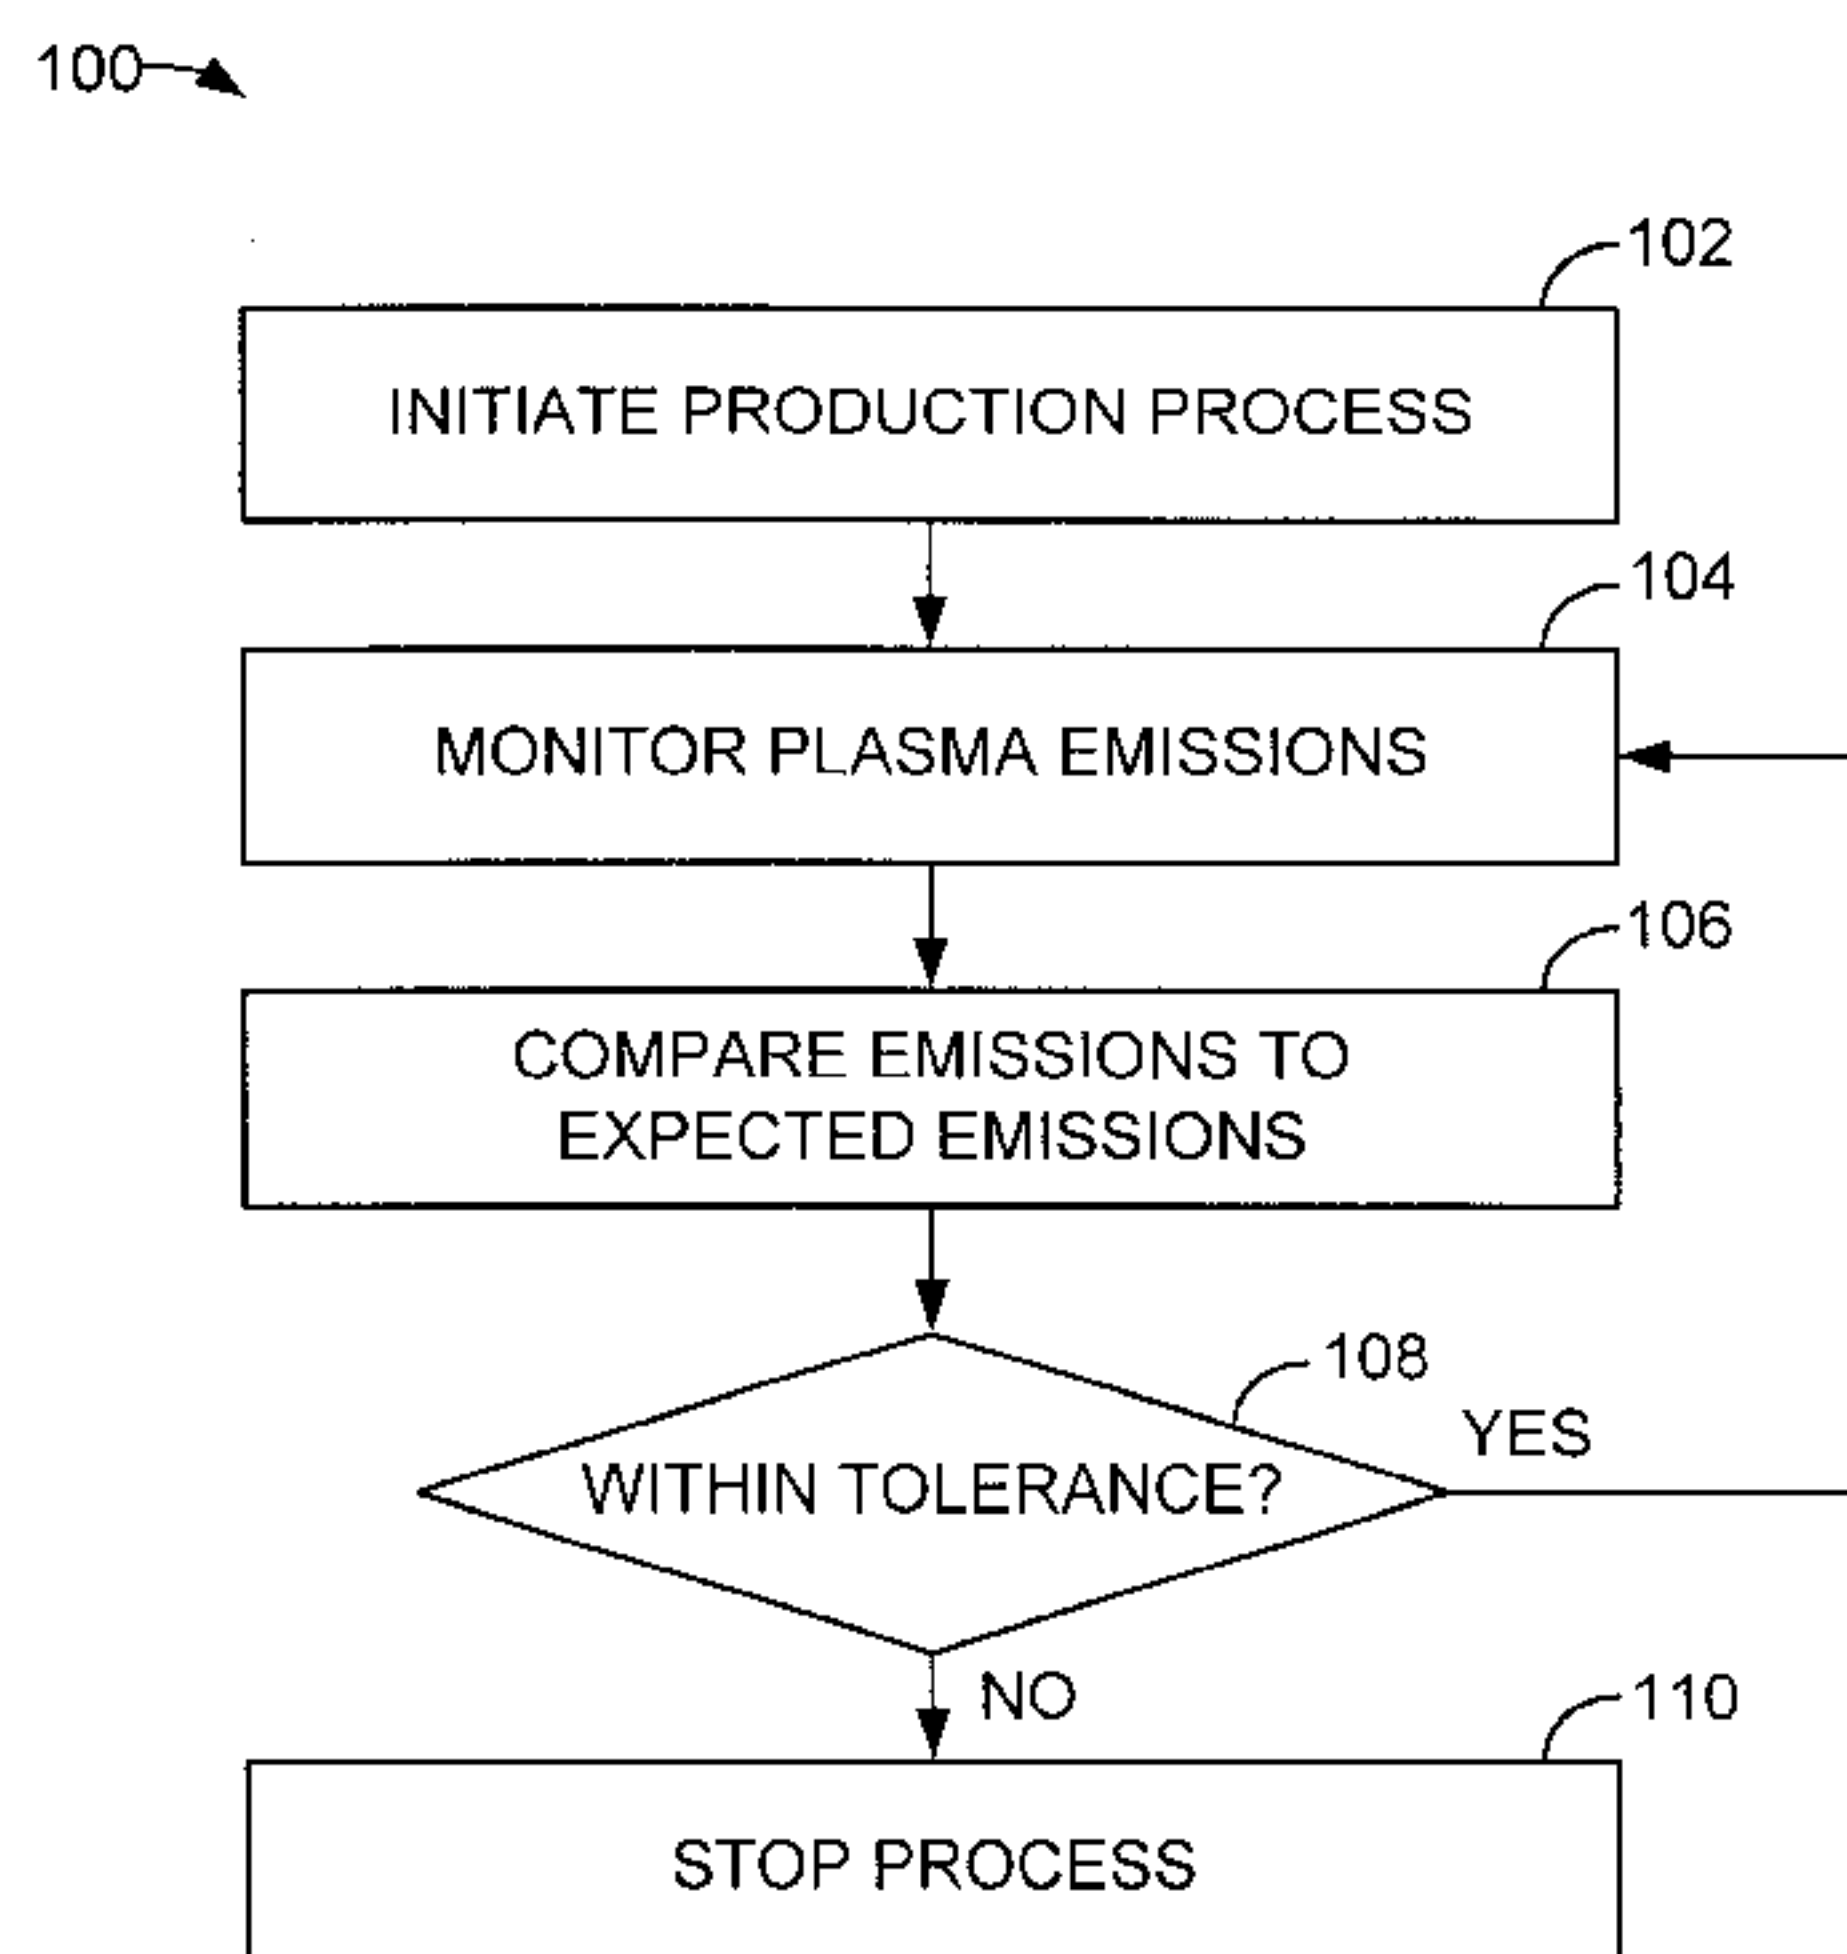 100
102
INITIATE PRODUCTION PROCESS
104
MONITOR PLASMA EMISSIONS
106
COMPARE EMISSIONS TO
EXPECTED EMISSIONS
108
YES
WITHIN TOLERANCE?
NO
110
STOP PROCESS